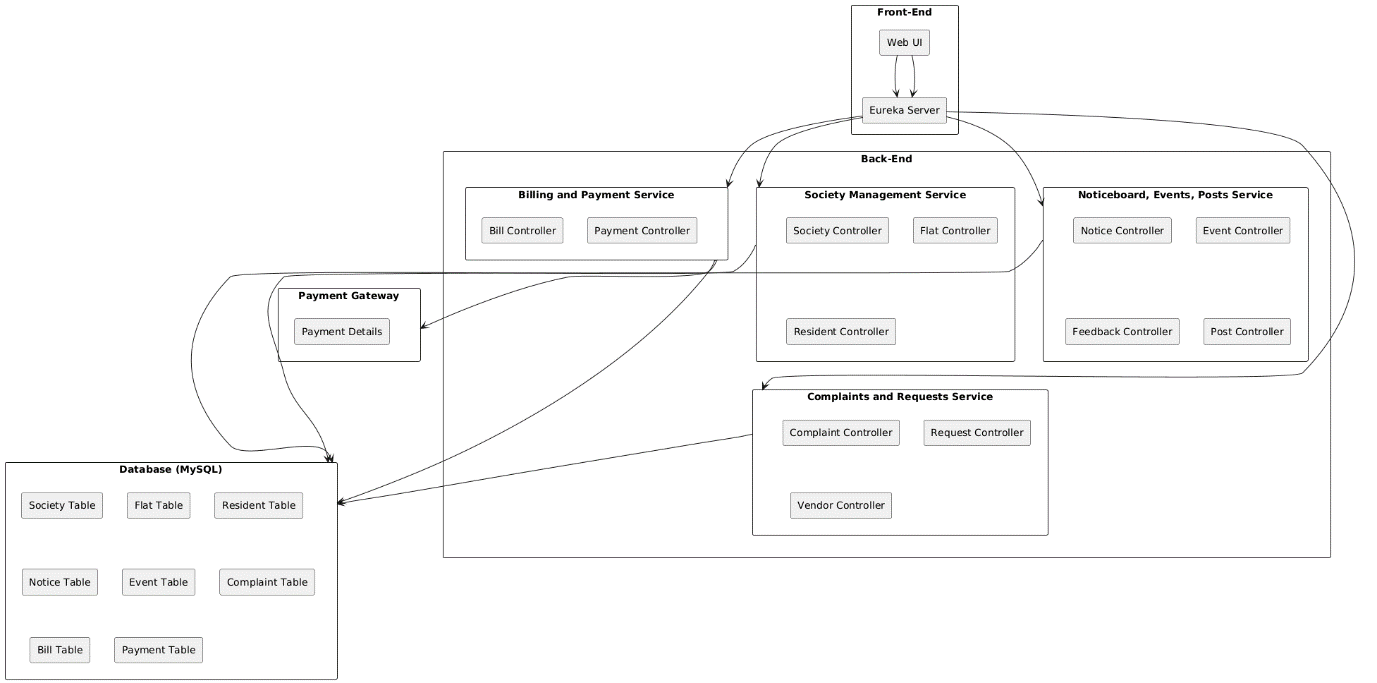 Front-End
Web UI
Eureka Server
Back-End
Billing and Payment Service
Bill Controller
Payment Controller
Society Management Service
Society Controller
Flat Controller
Resident Controller
Noticeboard, Events, Posts Service
Notice Controller
Event Controller
Feedback Controller
Post Controller
Payment Gateway
Payment Details
Complaints and Requests Service
Complaint Controller
Request Controller
Vendor Controller
Database (MySQL)
Society Table
Flat Table
Resident Table
Notice Table
Event Table
Complaint Table
Bill Table
Payment Table